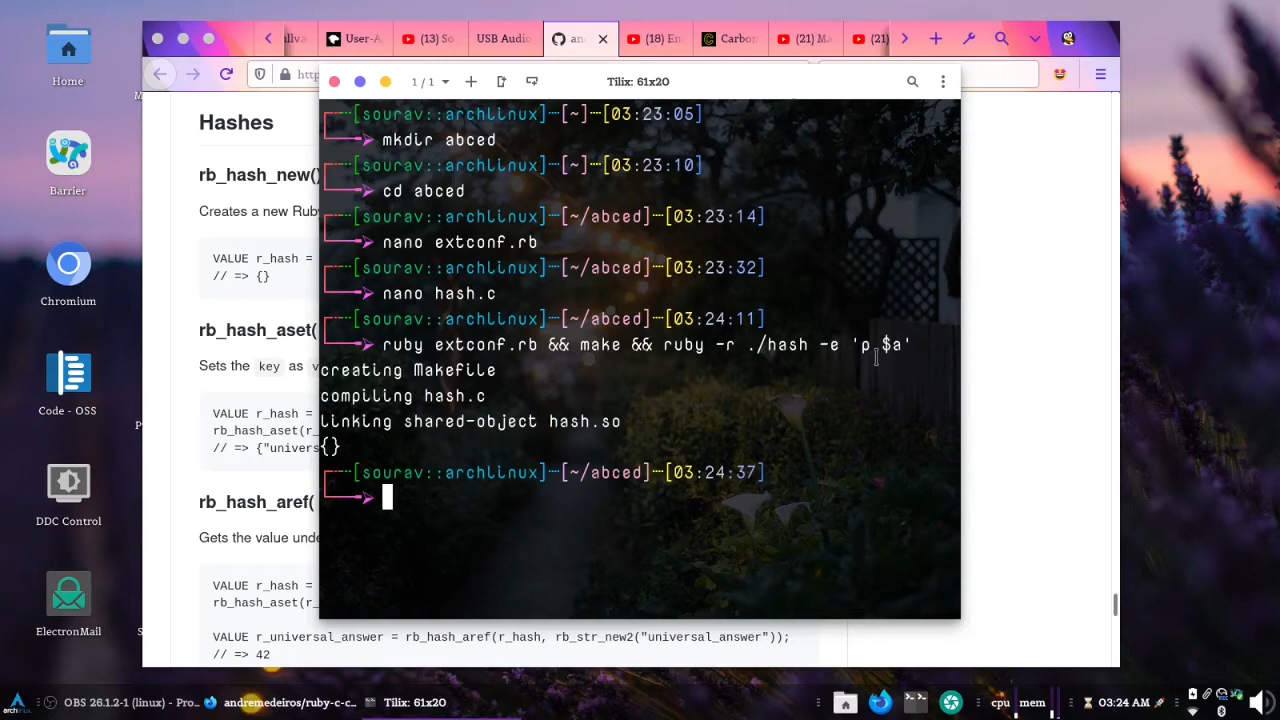 Home
Barrier
Chromium
Code - OSS
DDC Control
ElectronMail
User-A
(13) So
USB Audio
an
(18) En
Carbon
(21) Ma
(21)
http
1 / 1
Tilix: 61x20
Hashes
rb_hash_new()
Creates a new Ruby
VALUE r_hash =
// => {}
rb_hash_aset(
Sets the key as v
VALUE r_hash =
rb_hash_aset(r_
// => {"univers
rb_hash_aref(
Gets the value unde
VALUE r_hash =
rb_hash_aset(r_
VALUE r_universal_answer = rb_hash_aref(r_hash, rb_str_new2("universal_answer"));
// => 42
[sourav::archlinux]-[~]-[03:23:05]
mkdir abced
[sourav::archlinux]-[~]-[03:23:10]
cd abced
[sourav::archlinux]-[~/abced]-[03:23:14]
nano extconf.rb
[sourav::archlinux]-[~/abced]-[03:23:32]
nano hash.c
[sourav::archlinux]-[~/abced]-[03:24:11]
ruby extconf.rb && make && ruby -r ./hash -e 'p $a'
creating Makefile
compiling hash.c
linking shared-object hash.so
{}
[sourav::archlinux]-[~/abced]-[03:24:37]
archlinux
OBS 26.1.2-1 (linux) - Pro...
andremedeiros/ruby-c-c...
Tilix: 61x20
cpu
mem
03:24 AM